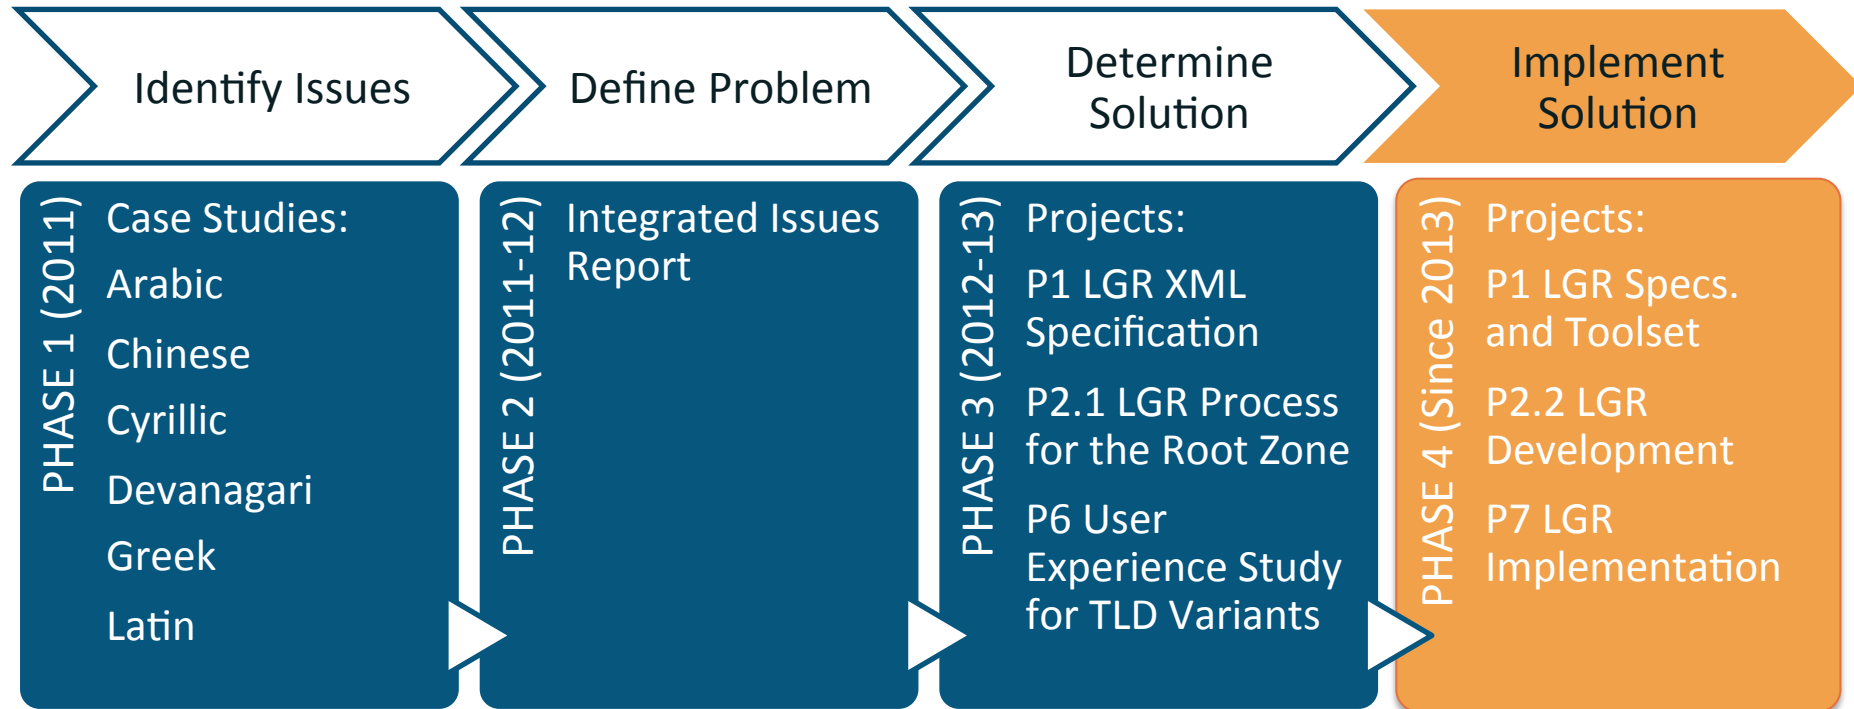 Identify Issues
Define Problem
Determine
Solution
Implement
Solution
PHASE 1 (2011)
Case Studies:
Arabic
Chinese
Cyrillic
Devanagari
Greek
Latin
PHASE 2 (2011-12)
Integrated Issues
Report
PHASE 3 (2012-13)
Projects:
P1 LGR XML
Specification
P2.1 LGR Process
for the Root Zone
P6 User
Experience Study
for TLD Variants
PHASE 4 (Since 2013)
Projects:
P1 LGR Specs.
and Toolset
P2.2 LGR
Development
P7 LGR
Implementation